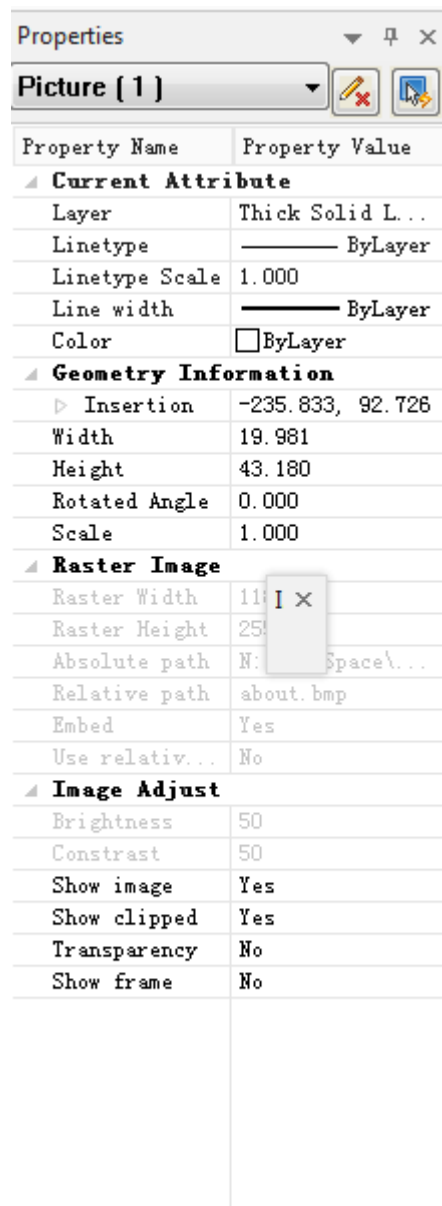 Properties
Picture ( 1 )
Property Name Property Value
Current Attribute
Layer Thick Solid L...
Linetype ByLayer
Linetype Scale 1.000
Line width ByLayer
Color ByLayer
Geometry Information
Insertion -235.833, 92.726
Width 19.981
Height 43.180
Rotated Angle 0.000
Scale 1.000
Raster Image
Raster Width
I
Raster Height
Absolute path N: Space\...
Relative path about.bmp
Embed Yes
Use relativ... No
Image Adjust
Brightness 50
Constrast 50
Show image Yes
Show clipped Yes
Transparency No
Show frame No